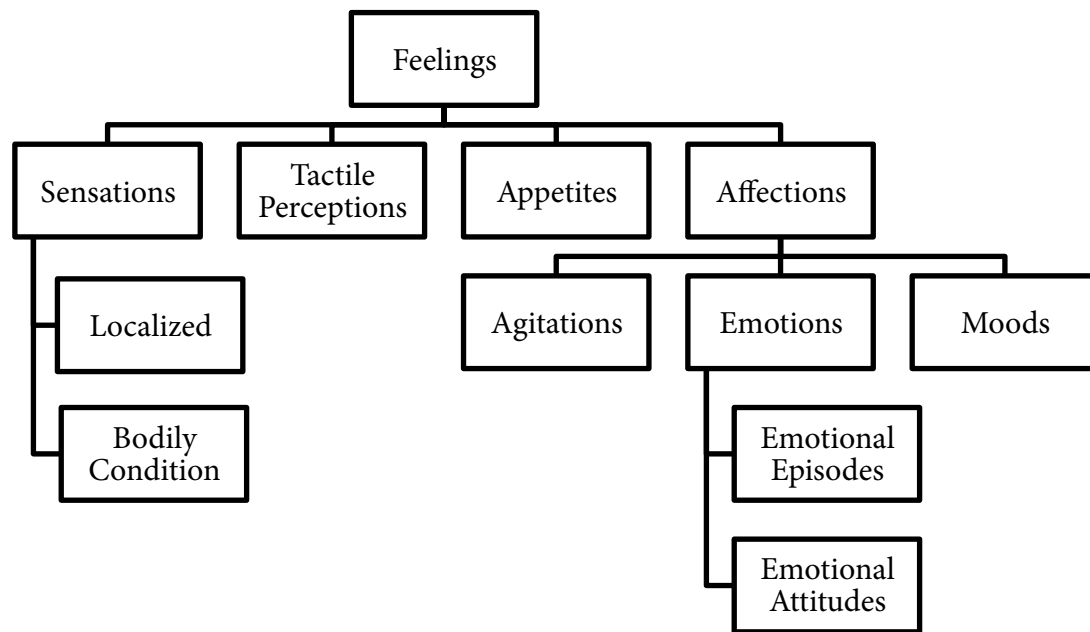 Feelings
Sensations
Tactile
Perceptions
Appetites
Affections
Localized
Agitations
Emotions
Moods
Bodily
Condition
Emotional
Episodes
Emotional
Attitudes